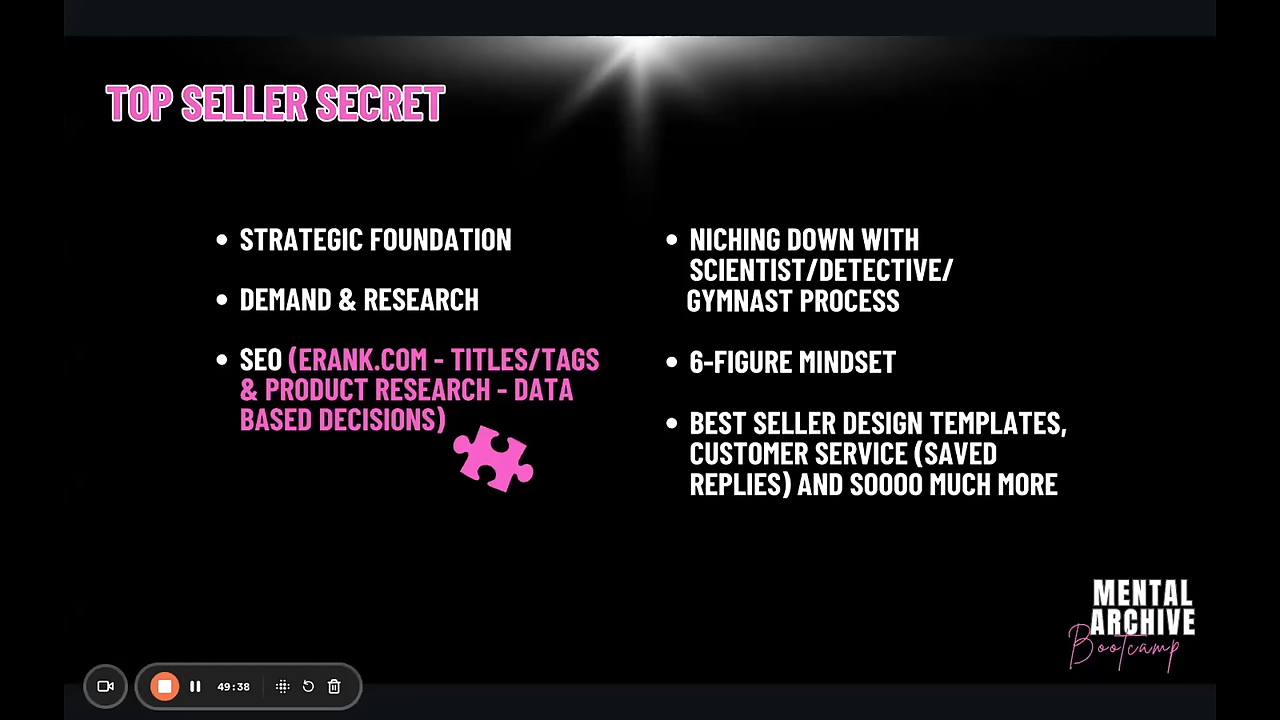 TOP SELLER SECRET
STRATEGIC FOUNDATION
DEMAND & RESEARCH
SEO (ERANK.COM - TITLES/TAGS
& PRODUCT RESEARCH - DATA
BASED DECISIONS)
NICHING DOWN WITH
SCIENTIST/DETECTIVE/
GYMNAST PROCESS
6-FIGURE MINDSET
BEST SELLER DESIGN TEMPLATES,
CUSTOMER SERVICE (SAVED
REPLIES) AND SOOOO MUCH MORE
MENTAL
ARCHIVE
Bootcamp
49:38